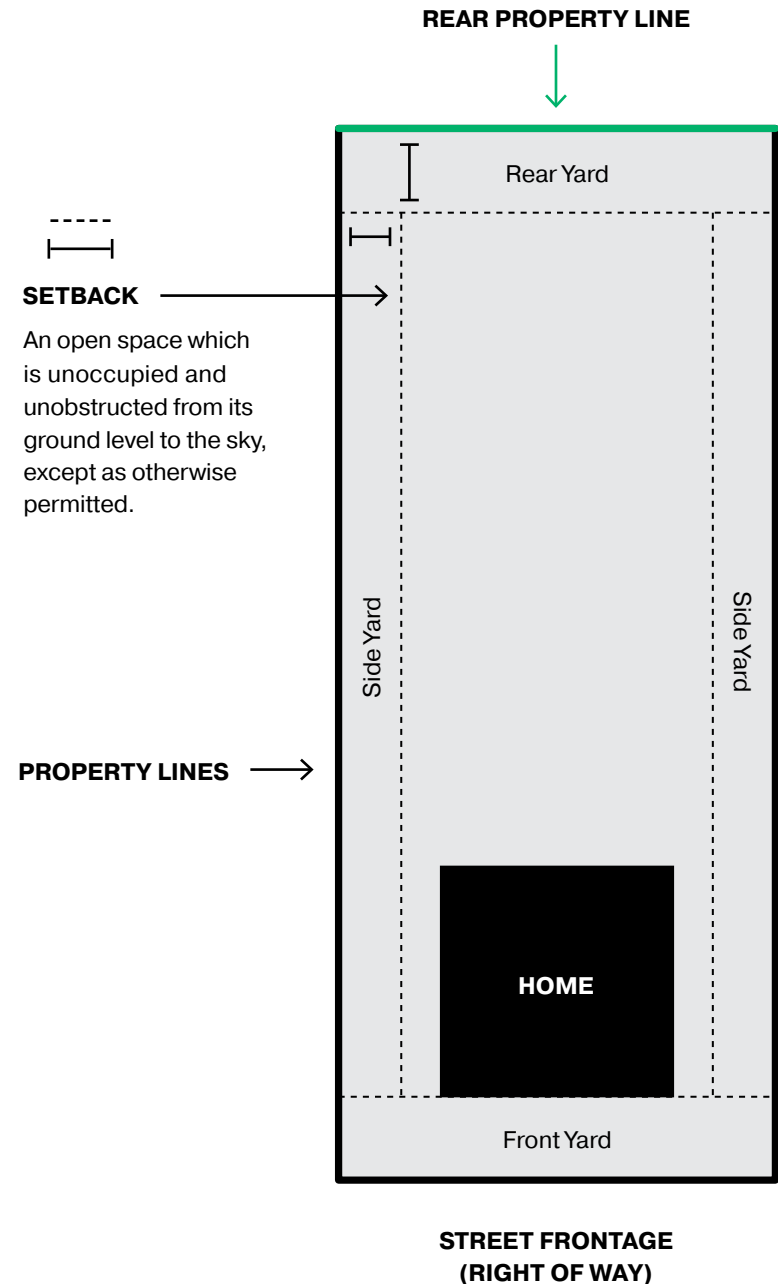 REAR PROPERTY LINE
Rear Yard
SETBACK
An open space which
is unoccupied and
unobstructed from its
ground level to the sky,
except as otherwise
permitted.
Side Yard
Side Yard
PROPERTY LINES
HOME
Front Yard
STREET FRONTAGE
(RIGHT OF WAY)